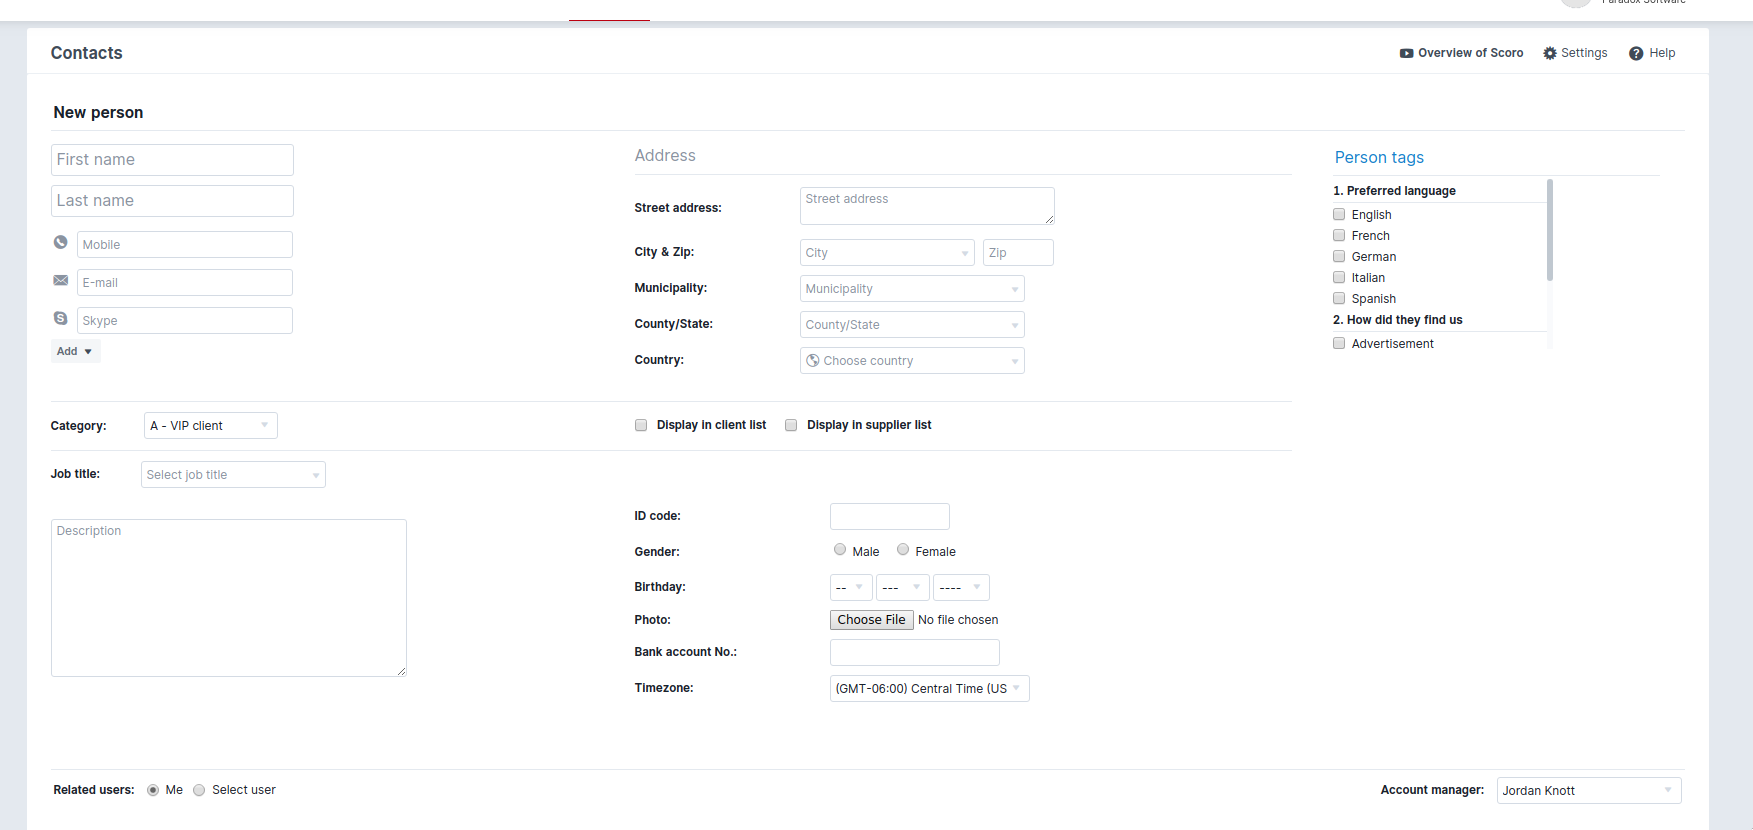 Paradox Software
Contacts
Overview of Scoro
Settings
Help
New person
First name
Last name
Mobile
E-mail
Skype
Add
Address
Street address:
Street address
City & Zip:
City
Zip
Municipality:
Municipality
County/State:
County/State
Country:
Choose country
Person tags
1. Preferred language
English
French
German
Italian
Spanish
2. How did they find us
Advertisement
Category:
A - VIP client
Display in client list
Display in supplier list
Job title:
Select job title
Description
ID code:
Gender:
Male
Female
Birthday:
--
---
----
Photo:
Choose File
No file chosen
Bank account No.:
Timezone:
(GMT-06:00) Central Time (US
Related users:
Me
Select user
Account manager:
Jordan Knott